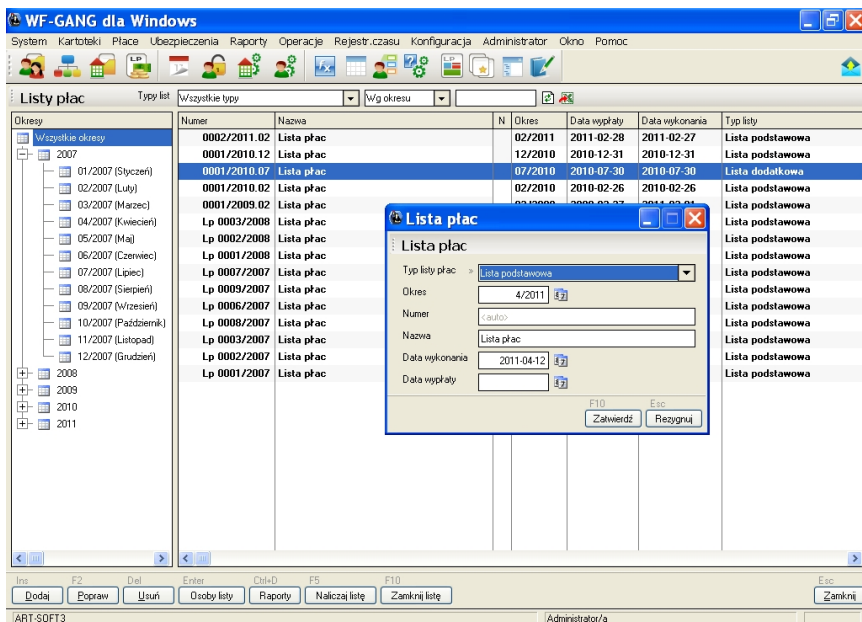 WF-GANG dla Windows
System Kartoteki Płace Ubezpieczenia Raporty Operacje Rejestr.czasu Konfiguracja Administrator Okno Pomoc
Listy płac Typy list Wszystkie typy Wg okresu
Okresy
Wszystkie okresy
2007
01/2007 (Styczeń)
02/2007 (Luty)
03/2007 (Marzec)
04/2007 (Kwiecień)
05/2007 (Maj)
06/2007 (Czerwiec)
07/2007 (Lipiec)
08/2007 (Sierpień)
09/2007 (Wrzesień)
10/2007 (Październik)
11/2007 (Listopad)
12/2007 (Grudzień)
2008
2009
2010
2011
Numer Nazwa N Okres Data wypłaty Data wykonania Typ listy
0002/2011.02 Lista płac 02/2011 2011-02-28 2011-02-27 Lista podstawowa
0001/2010.12 Lista płac 12/2010 2010-12-31 2010-12-31 Lista podstawowa
0001/2010.07 Lista płac 07/2010 2010-07-30 2010-07-30 Lista dodatkowa
0001/2010.02 Lista płac 02/2010 2010-02-26 2010-02-26 Lista podstawowa
0001/2009.02 Lista płac Lista podstawowa
Lp 0003/2008 Lista płac Lista podstawowa
Lp 0002/2008 Lista płac Lista podstawowa
Lp 0001/2008 Lista płac Lista podstawowa
Lp 0007/2007 Lista płac Lista podstawowa
Lp 0009/2007 Lista płac Lista podstawowa
Lp 0006/2007 Lista płac Lista podstawowa
Lp 0008/2007 Lista płac Lista podstawowa
Lp 0003/2007 Lista płac Lista podstawowa
Lp 0002/2007 Lista płac Lista podstawowa
Lp 0001/2007 Lista płac Lista podstawowa
Lista płac
Lista płac
Typ listy płac » Lista podstawowa
Okres 4/2011
Numer <auto>
Nazwa Lista płac
Data wykonania 2011-04-12
Data wypłaty
F10 Esc
Zatwierdź Rezygnuj
Ins F2 Del Enter Ctrl+D F5 F10 Esc
Dodaj Popraw Usuń Osoby listy Raporty Naliczaj listę Zamknij listę Zamknij
ART-SOFT3 Administrator/a